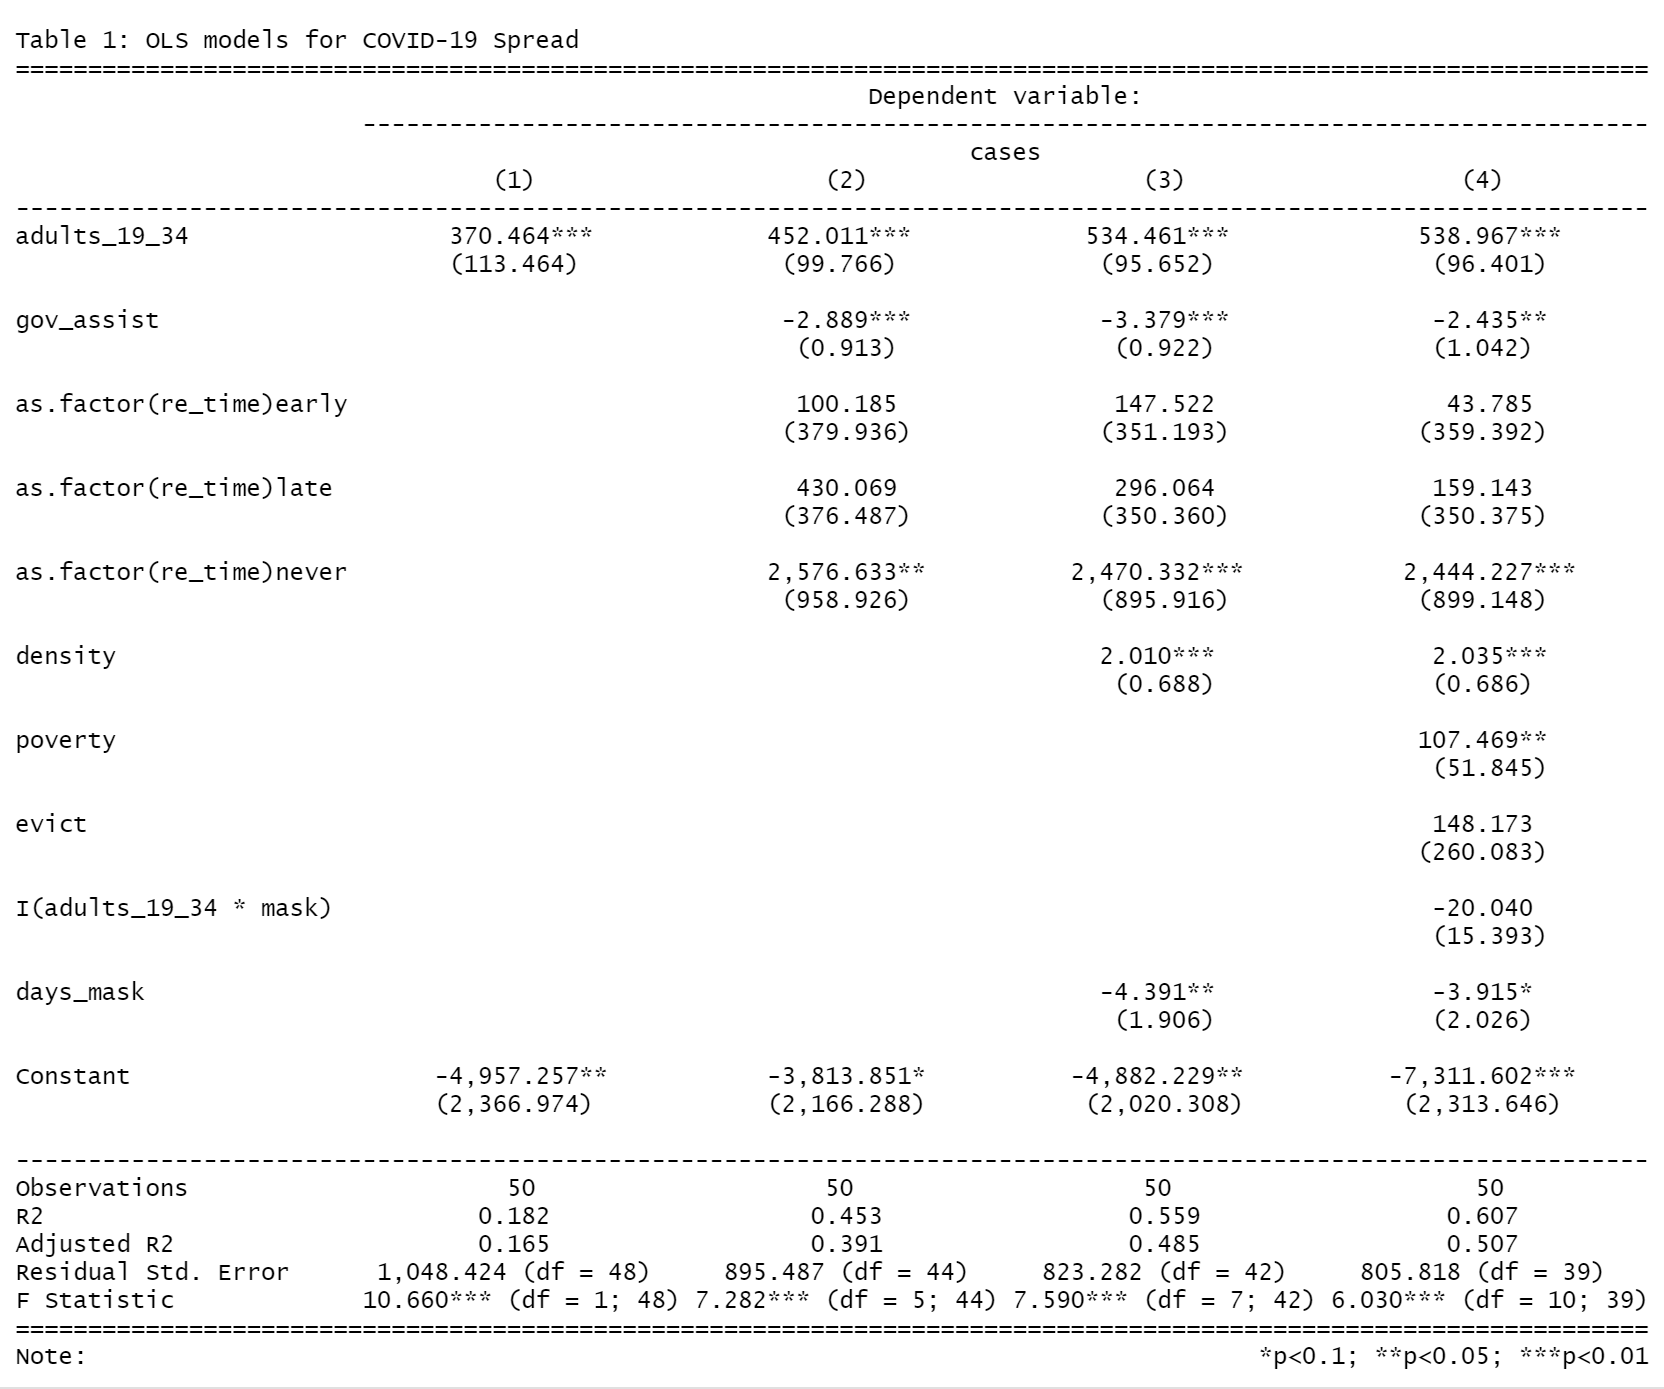 Table 1: OLS models for COVID-19 Spread
=================================================================================================================
Dependent variable:
-----------------------------------------------------------------------------------------
cases
(1) (2) (3) (4)
-----------------------------------------------------------------------------------------------------------------
adults_19_34 370.464*** 452.011*** 534.461*** 538.967***
(113.464) (99.766) (95.652) (96.401)
gov_assist -2.889*** -3.379*** -2.435**
(0.913) (0.922) (1.042)
as.factor(re_time)early 100.185 147.522 43.785
(379.936) (351.193) (359.392)
as.factor(re_time)late 430.069 296.064 159.143
(376.487) (350.360) (350.375)
as.factor(re_time)never 2,576.633** 2,470.332*** 2,444.227***
(958.926) (895.916) (899.148)
density 2.010*** 2.035***
(0.688) (0.686)
poverty 107.469**
(51.845)
evict 148.173
(260.083)
I(adults_19_34 * mask) -20.040
(15.393)
days_mask -4.391** -3.915*
(1.906) (2.026)
Constant -4,957.257** -3,813.851* -4,882.229** -7,311.602***
(2,366.974) (2,166.288) (2,020.308) (2,313.646)
-----------------------------------------------------------------------------------------------------------------
Observations 50 50 50 50
R2 0.182 0.453 0.559 0.607
Adjusted R2 0.165 0.391 0.485 0.507
Residual Std. Error 1,048.424 (df = 48) 895.487 (df = 44) 823.282 (df = 42) 805.818 (df = 39)
F Statistic 10.660*** (df = 1; 48) 7.282*** (df = 5; 44) 7.590*** (df = 7; 42) 6.030*** (df = 10; 39)
=================================================================================================================
Note: *p<0.1; **p<0.05; ***p<0.01